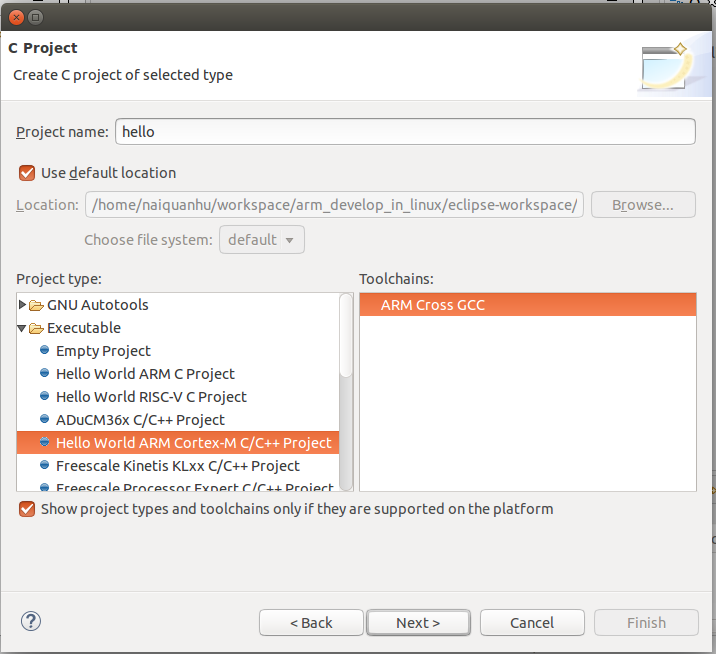 C Project
Create C project of selected type
Project name: hello
Use default location
Location: /home/naiquanhu/workspace/arm_develop_in_linux/eclipse-workspace/ Browse...
Choose file system: default
Project type: Toolchains:
GNU Autotools ARM Cross GCC
Executable
Empty Project
Hello World ARM C Project
Hello World RISC-V C Project
ADuCM36x C/C++ Project
Hello World ARM Cortex-M C/C++ Project
Freescale Kinetis KLxx C/C++ Project
Freescale Processor Expert C/C++ Project
Show project types and toolchains only if they are supported on the platform
? < Back Next > Cancel Finish